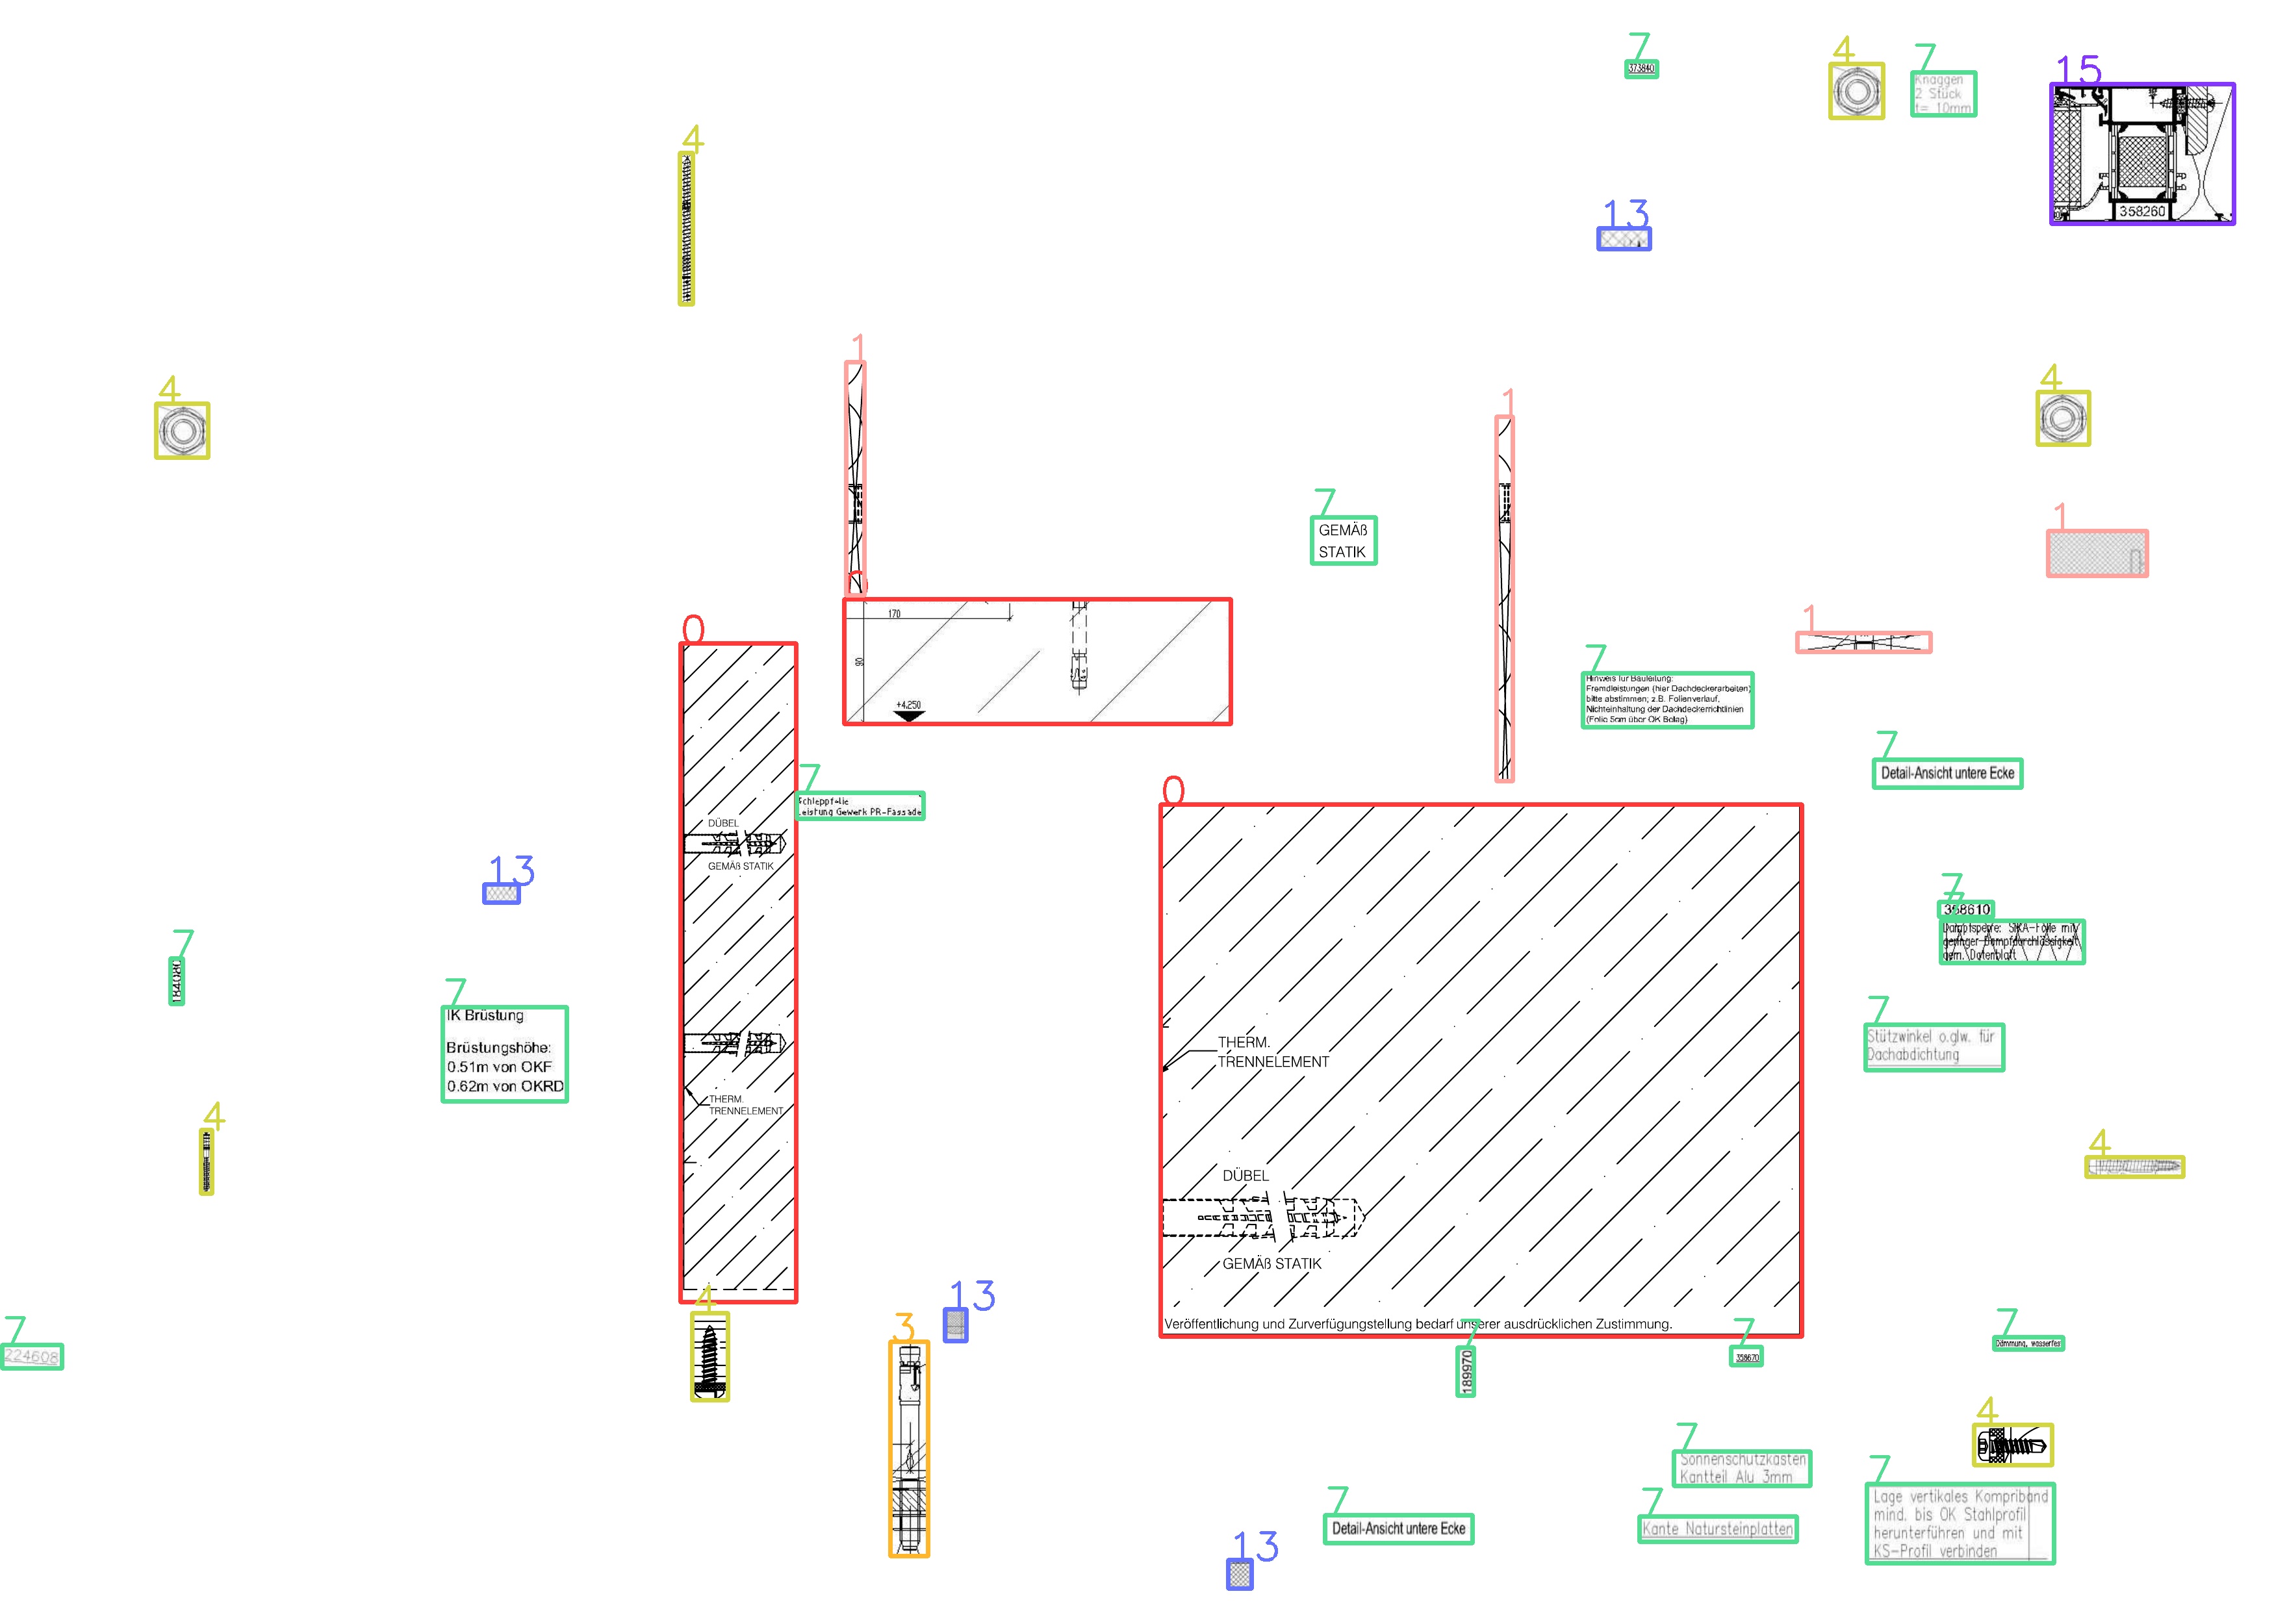 7
373840
4
7
Knaggen
2 Stück
t= 10mm
15
358260
4
13
1
4
4
1
7
GEMÄß
STATIK
1
0
170
90
+4,250
0
1
7
Hinweis für Bauleitung:
Fremdleistungen (hier Dachdeckerarbeiten)
bitte abstimmen; z.B. Folienverlauf,
Nichteinhaltung der Dachdeckerrichtlinien
(Folie 5cm über OK Belag)
7
Detail-Ansicht untere Ecke
7
Schleppfolie
Leistung Gewerk PR-Fassade
0
DÜBEL
GEMÄß STATIK
THERM.
TRENNELEMENT
13
7
184080
7
IK Brüstung
Brüstungshöhe:
0.51m von OKF
0.62m von OKRD
7
358610
7
Dampfsperre: SIKA-Folie mit
geringer Dampfdurchlässigkeit
gem. Datenblatt
7
Stützwinkel o.glw. für
Dachabdichtung
THERM.
TRENNELEMENT
DÜBEL
GEMÄß STATIK
Veröffentlichung und Zurverfügungstellung bedarf unserer ausdrücklichen Zustimmung.
4
4
4
13
3
7
224608
7
189970
7
358670
7
Dämmung, wasserfest
4
7
Sonnenschutzkasten
Kantteil Alu 3mm
7
Detail-Ansicht untere Ecke
7
Kante Natursteinplatten
7
Lage vertikales Kompriband
mind. bis OK Stahlprofil
herunterführen und mit
KS-Profil verbinden
13